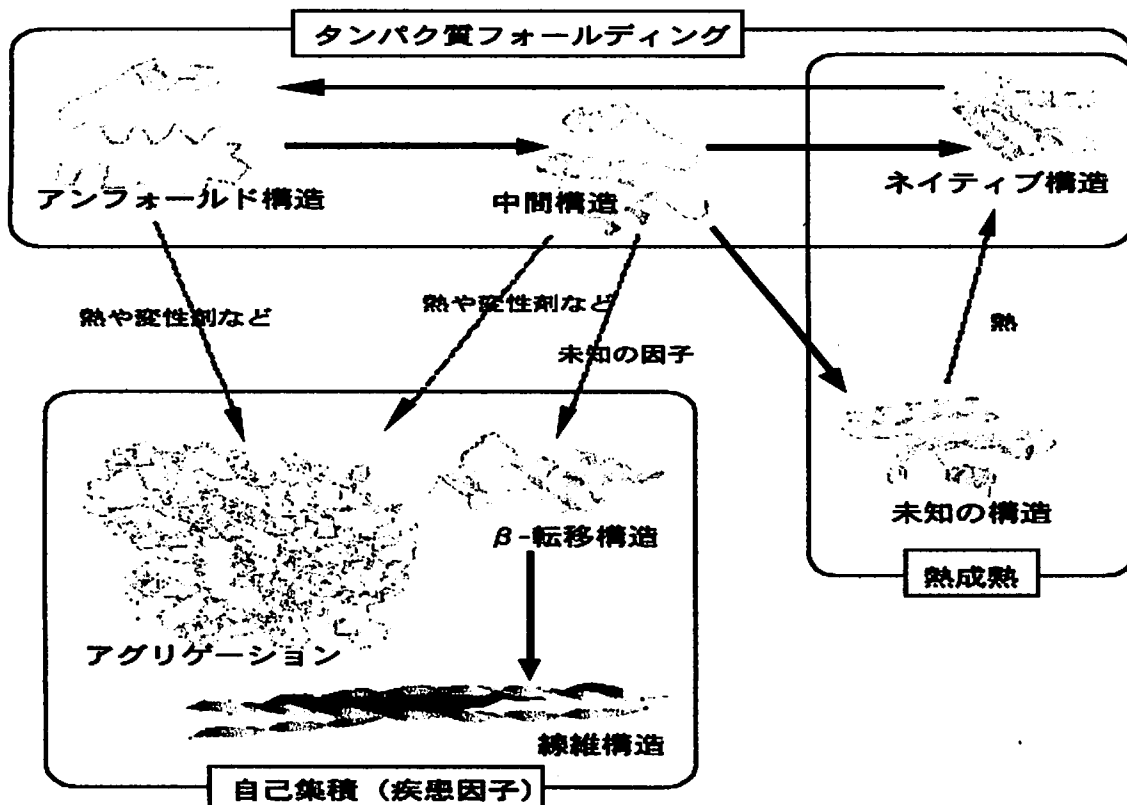 タンパク質フォールディング
アンフォールド構造
中間構造
ネイティブ構造
熱や変性剤など
熱や変性剤など
未知の因子
熱
未知の構造
熱成熟
β-転移構造
アグリゲーション
線維構造
自己集積（疾患因子）